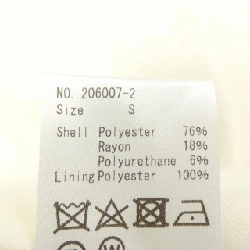 NO. 206007-2
Size S
Shell Polyester 76%
Rayon 18%
Polyurethane 6%
Lining Polyester 100%